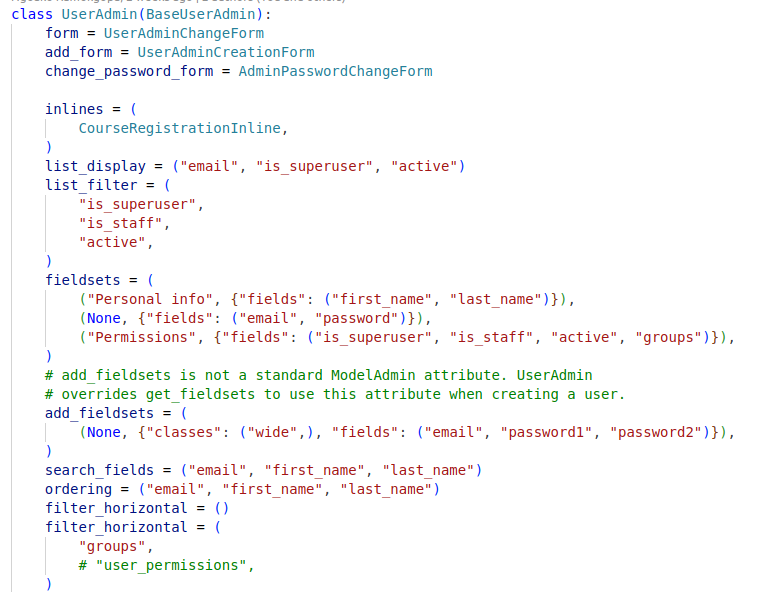 class UserAdmin(BaseUserAdmin):
    form = UserAdminChangeForm
    add_form = UserAdminCreationForm
    change_password_form = AdminPasswordChangeForm

    inlines = (
        CourseRegistrationInline,
    )
    list_display = ("email", "is_superuser", "active")
    list_filter = (
        "is_superuser",
        "is_staff",
        "active",
    )
    fieldsets = (
        ("Personal info", {"fields": ("first_name", "last_name")}),
        (None, {"fields": ("email", "password")}),
        ("Permissions", {"fields": ("is_superuser", "is_staff", "active", "groups")}),
    )
    # add_fieldsets is not a standard ModelAdmin attribute. UserAdmin
    # overrides get_fieldsets to use this attribute when creating a user.
    add_fieldsets = (
        (None, {"classes": ("wide",), "fields": ("email", "password1", "password2")}),
    )
    search_fields = ("email", "first_name", "last_name")
    ordering = ("email", "first_name", "last_name")
    filter_horizontal = ()
    filter_horizontal = (
        "groups",
        # "user_permissions",
    )